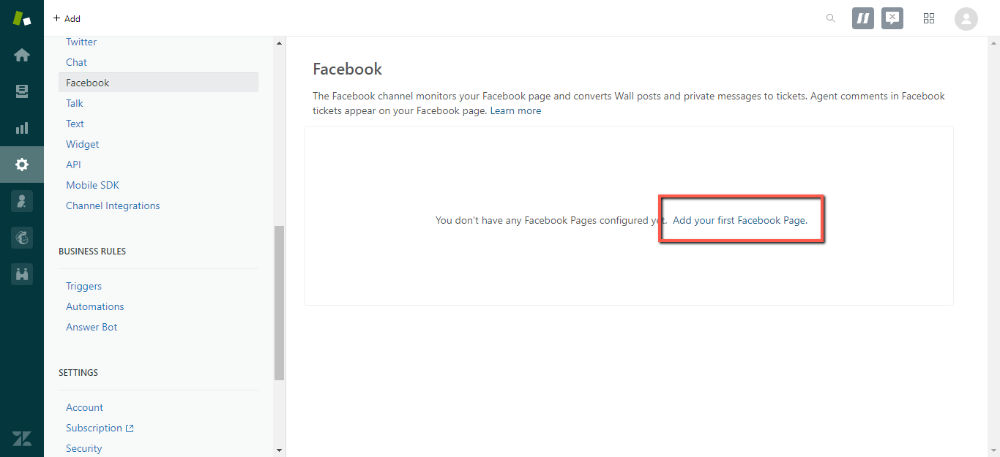 + Add
Twitter
Chat
Facebook
Talk
Text
Widget
API
Mobile SDK
Channel Integrations
BUSINESS RULES
Triggers
Automations
Answer Bot
SETTINGS
Account
Subscription
Security
Facebook
The Facebook channel monitors your Facebook page and converts Wall posts and private messages to tickets. Agent comments in Facebook
tickets appear on your Facebook page. Learn more
You don't have any Facebook Pages configured yet. Add your first Facebook Page.